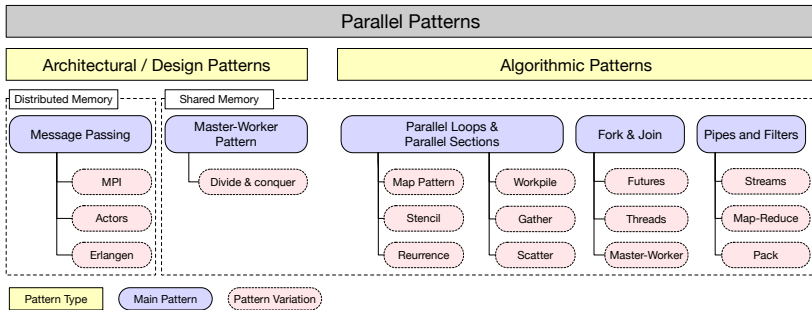 Parallel Patterns
Architectural / Design Patterns
Algorithmic Patterns
Distributed Memory
Shared Memory
Message Passing
Master-Worker
Pattern
Parallel Loops &
Parallel Sections
Fork & Join
Pipes and Filters
MPI
Divide & conquer
Map Pattern
Workpile
Futures
Streams
Actors
Stencil
Gather
Threads
Map-Reduce
Erlangen
Reurrence
Scatter
Master-Worker
Pack
Pattern Type
Main Pattern
Pattern Variation